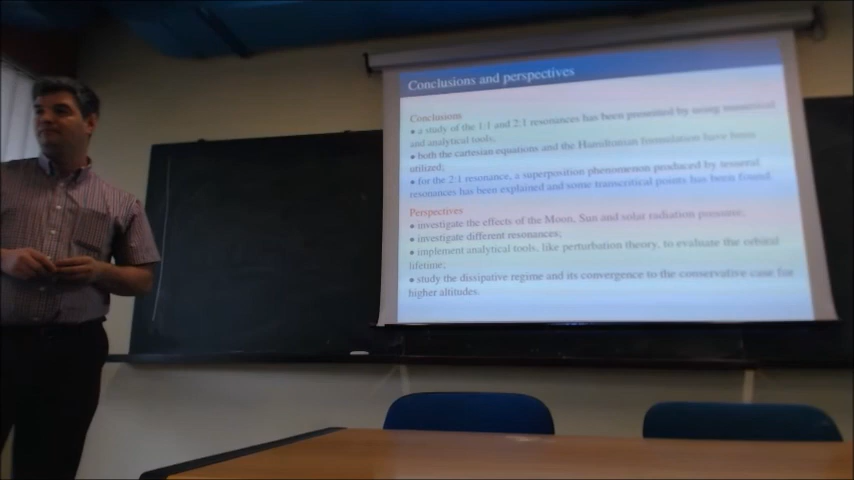 Conclusions and perspectives
Conclusions
• a study of the 1:1 and 2:1 resonances has been presented by using numerical
and analytical tools;
• both the cartesian equations and the Hamiltonian formulation have been
utilized;
• for the 2:1 resonance, a superposition phenomenon produced by tesseral
resonances has been explained and some transcritical points has been found.
Perspectives
• investigate the effects of the Moon, Sun and solar radiation pressure;
• investigate different resonances;
• implement analytical tools, like perturbation theory, to evaluate the orbital
lifetime;
• study the dissipative regime and its convergence to the conservative case for
higher altitudes.